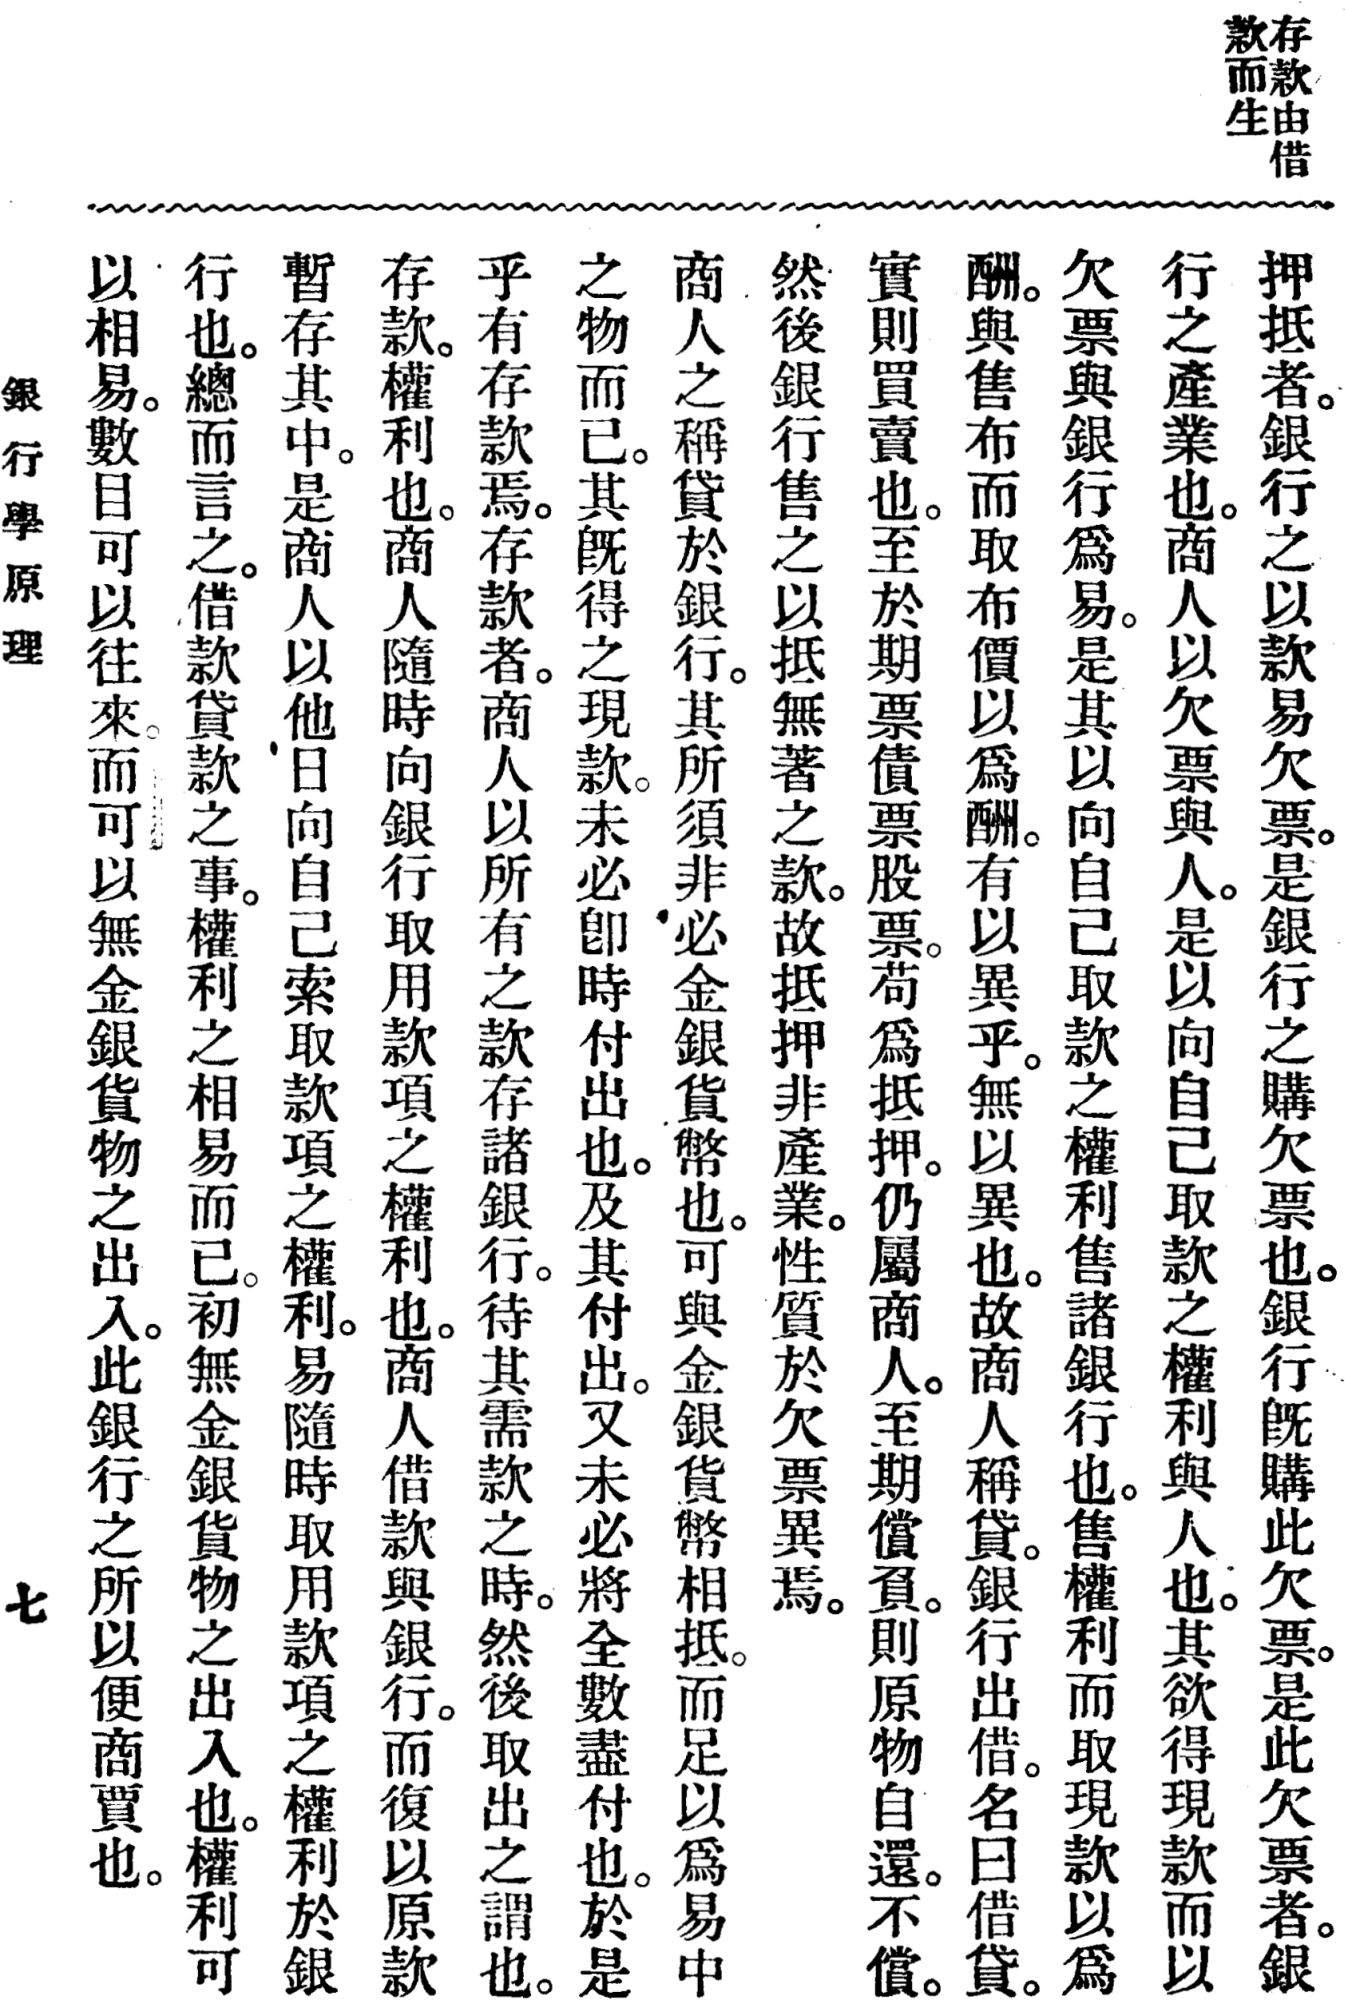 存款由借
款而生
押抵者。銀行之以款易欠票。是銀行之購欠票也。銀行旣購此欠票。是此欠票者。銀
行之產業也。商人以欠票與人。是以向自己取款之權利與人也。其欲得現款而以
欠票與銀行爲易。是其以向自己取款之權利售諸銀行也。售權利而取現款以爲
酬。與售布而取布價以爲酬。有以異乎。無以異也。故商人稱貸。銀行出借。名曰借貸。
實則買賣也。至於期票債票股票。苟爲抵押。仍屬商人。至期償負。則原物自還。不償。
然後銀行售之以抵無著之款。故抵押非產業。性質於欠票異焉。
商人之稱貸於銀行。其所須非必金銀貨幣也。可與金銀貨幣相抵。而足以爲易中
之物而已。其旣得之現款。未必卽時付出也。及其付出。又未必將全數盡付也。於是
乎有存款焉。存款者。商人以所有之款存諸銀行。待其需款之時。然後取出之謂也。
存款。權利也。商人隨時向銀行取用款項之權利也。商人借款與銀行。而復以原款
暫存其中。是商人以他日向自己索取款項之權利。易隨時取用款項之權利於銀
行也。總而言之。借款貸款之事。權利之相易而已。初無金銀貨物之出入也。權利可
以相易。數目可以往來。而可以無金銀貨物之出入。此銀行之所以便商賈也。
銀行學原理
七